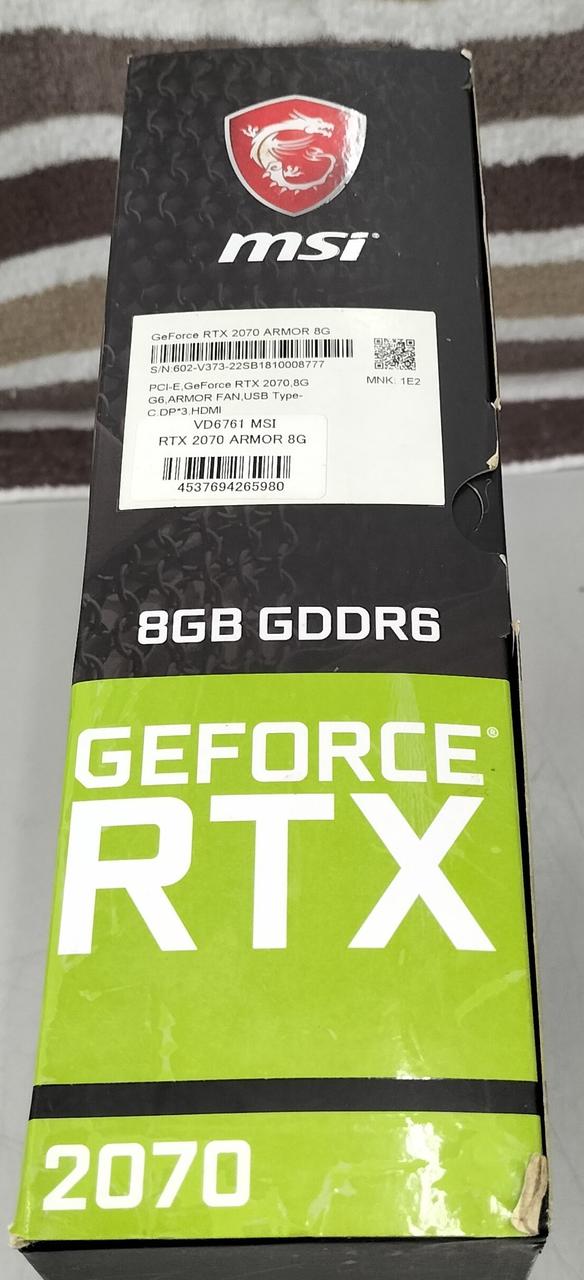 msi
GeForce RTX 2070 ARMOR 8G
S/N:602-V373-22SB1810008777
MNK: 1E2
PCI-E,GeForce RTX 2070,8G
G6,ARMOR FAN,USB Type-
C.DP*3.HDMI
VD6761 MSI
RTX 2070 ARMOR 8G
4537694265980
8GB GDDR6
GEFORCE®
RTX
2070